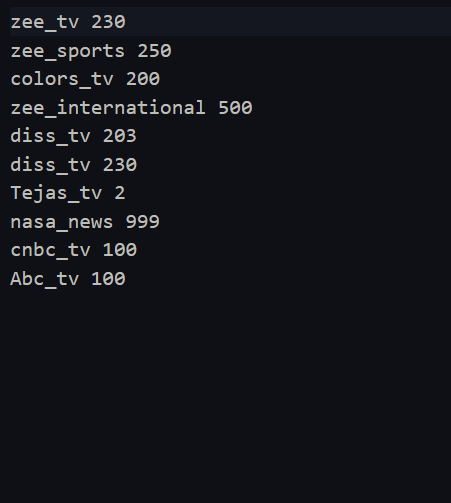 zee_tv 230
zee_sports 250
colors_tv 200
zee_international 500
diss_tv 203
diss_tv 230
Tejas_tv 2
nasa_news 999
cnbc_tv 100
Abc_tv 100